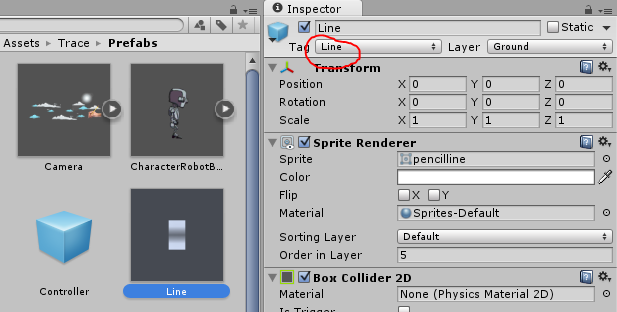 Inspector
Line
Static
Assets ▸ Trace ▸ Prefabs
Tag Line Layer Ground
Transform
Position X 0 Y 0 Z 0
Rotation X 0 Y 0 Z 0
Scale X 1 Y 1 Z 1
Camera
CharacterRobotB...
Sprite Renderer
Sprite pencilline
Color
Flip X Y
Material Sprites-Default
Sorting Layer Default
Order in Layer 5
Controller
Line
Box Collider 2D
Material None (Physics Material 2D)
Is Trigger